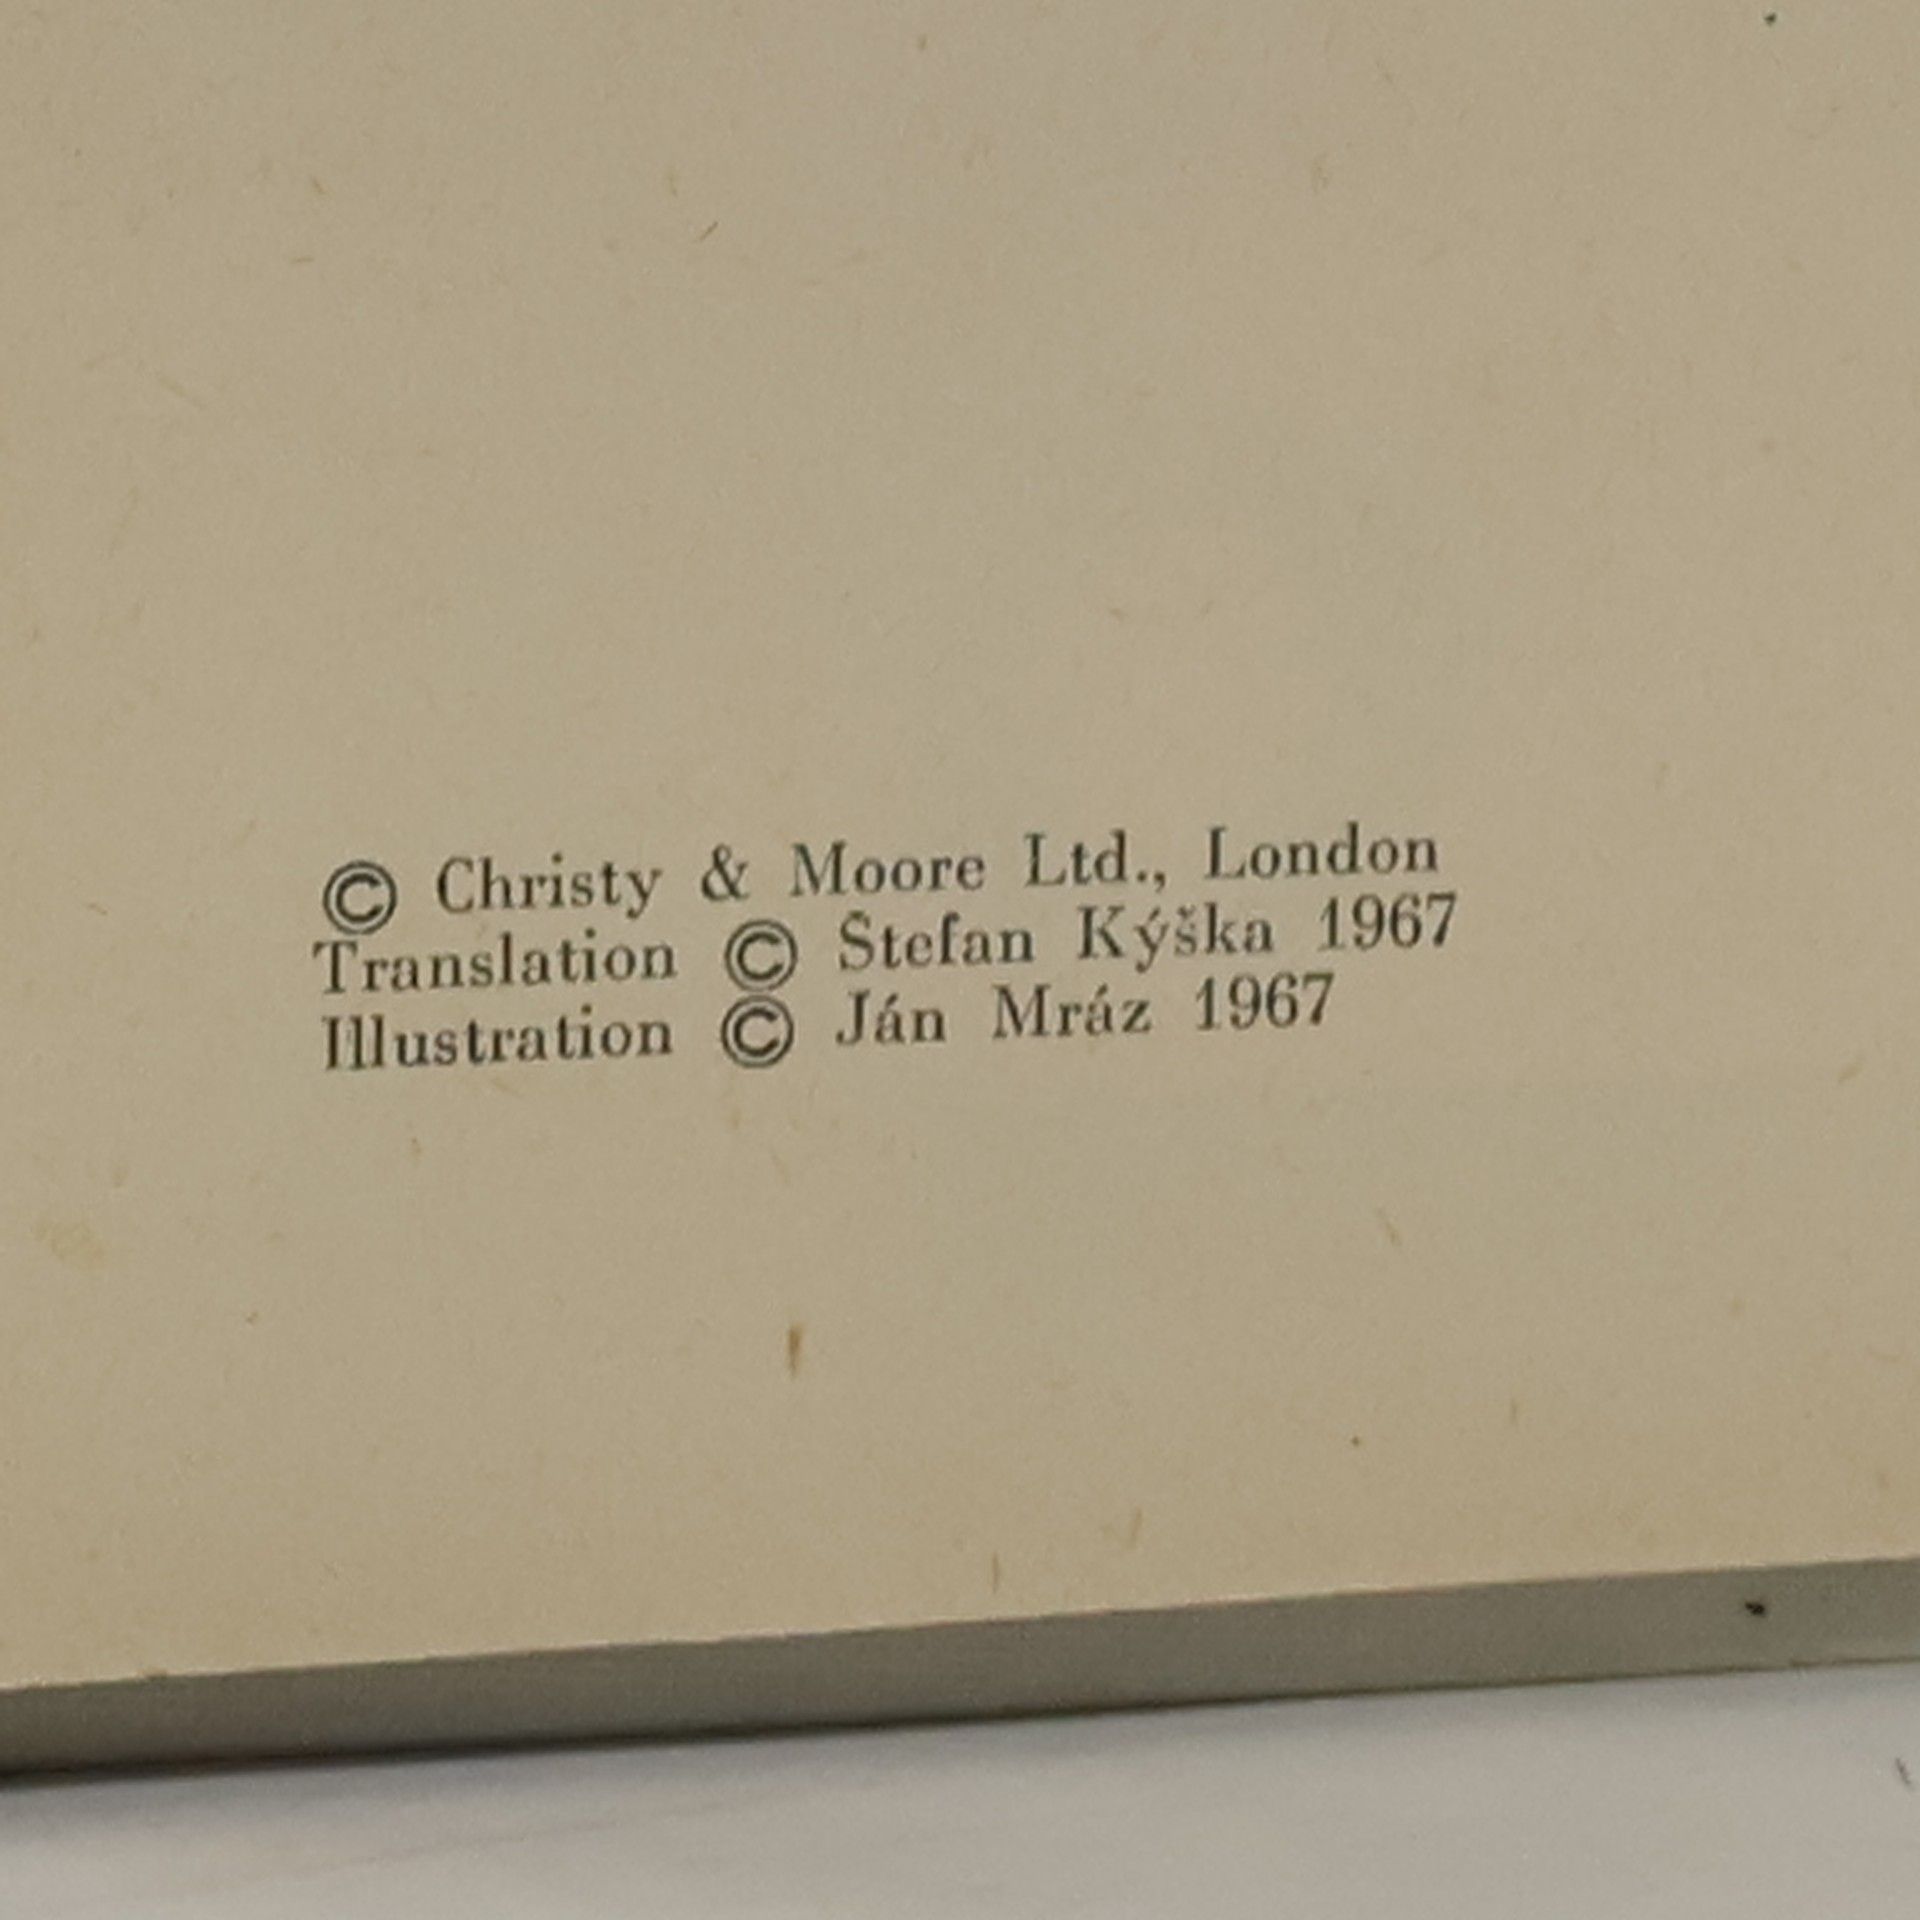 © Christy & Moore Ltd., London
Translation © Štefan Kýška 1967
Illustration © Ján Mráz 1967